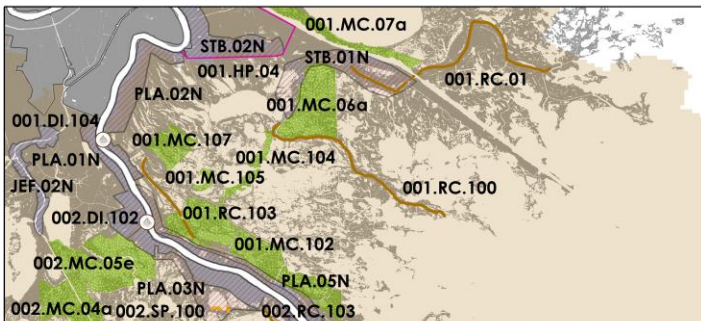 001.MC.07a
STB.02N
STB.01N
001.HP.04
001.RC.01
PLA.02N
001.MC.06a
001.DI.104
001.MC.107
001.MC.104
PLA.01N
001.MC.105
JEF.02N
001.RC.100
001.RC.103
002.DI.102
001.MC.102
002.MC.05e
PLA.05N
PLA.03N
002.MC.04a
002.SP.100
002.RC.103